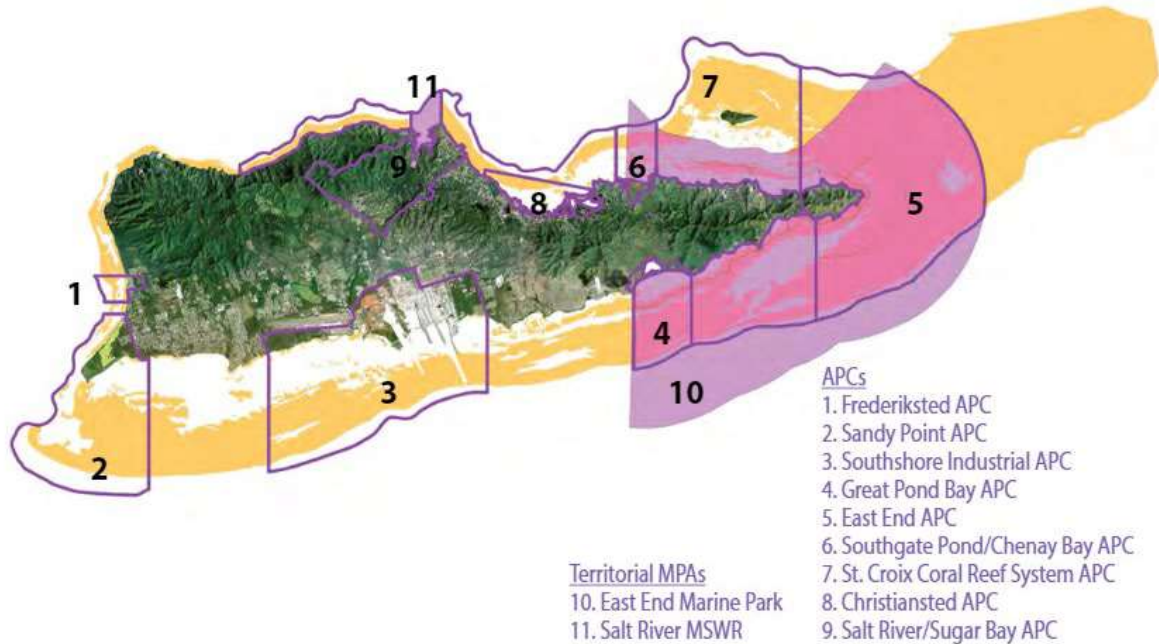 11
7
9
6
8
5
1
4
3
10
2
APCs
1. Frederiksted APC
2. Sandy Point APC
3. Southshore Industrial APC
4. Great Pond Bay APC
5. East End APC
6. Southgate Pond/Chenay Bay APC
7. St. Croix Coral Reef System APC
8. Christiansted APC
9. Salt River/Sugar Bay APC
Territorial MPAs
10. East End Marine Park
11. Salt River MSWR